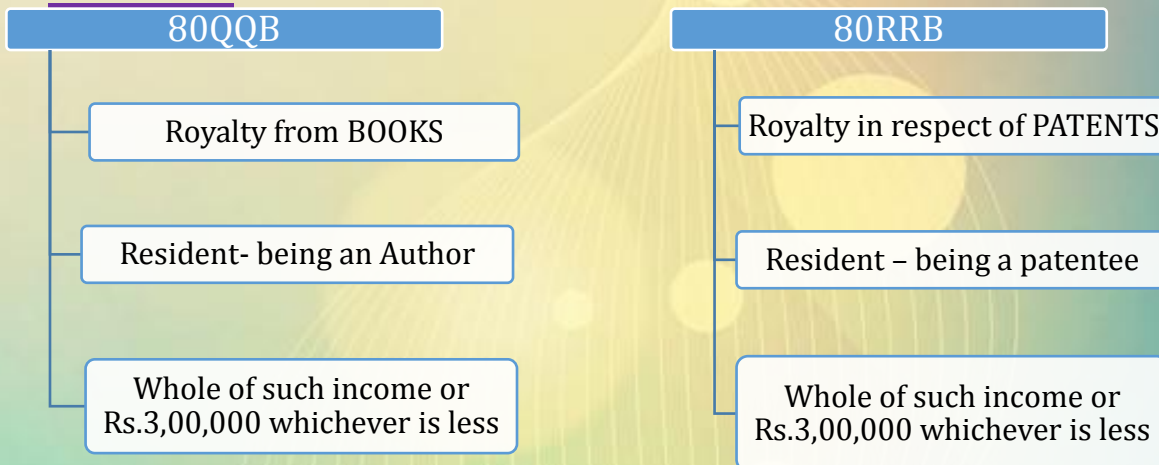 80QQB
Royalty from BOOKS
Resident- being an Author
Whole of such income or
Rs.3,00,000 whichever is less
80RRB
Royalty in respect of PATENTS
Resident – being a patentee
Whole of such income or
Rs.3,00,000 whichever is less